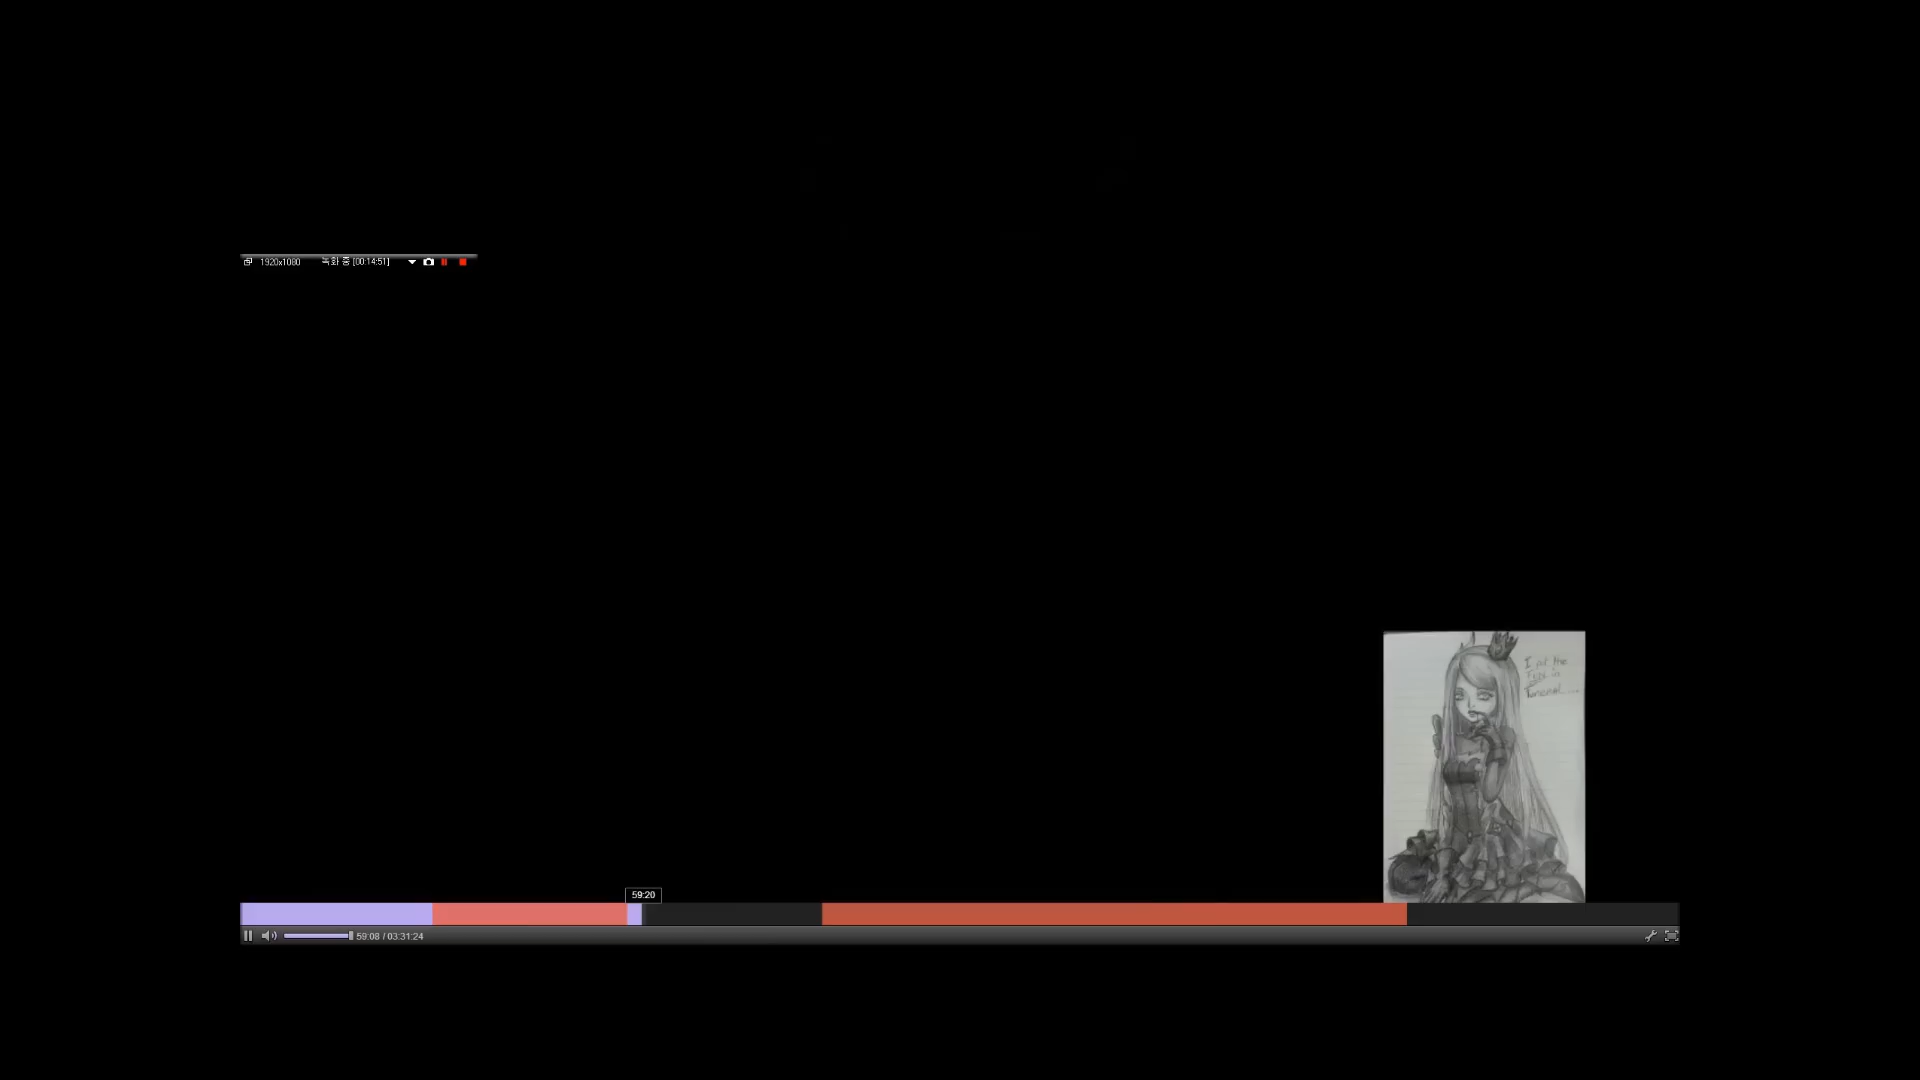 1920x1080 녹화 중 [00:14:51]
I put the
Fun in
Funeral....
59:20
59:08 / 03:31:24